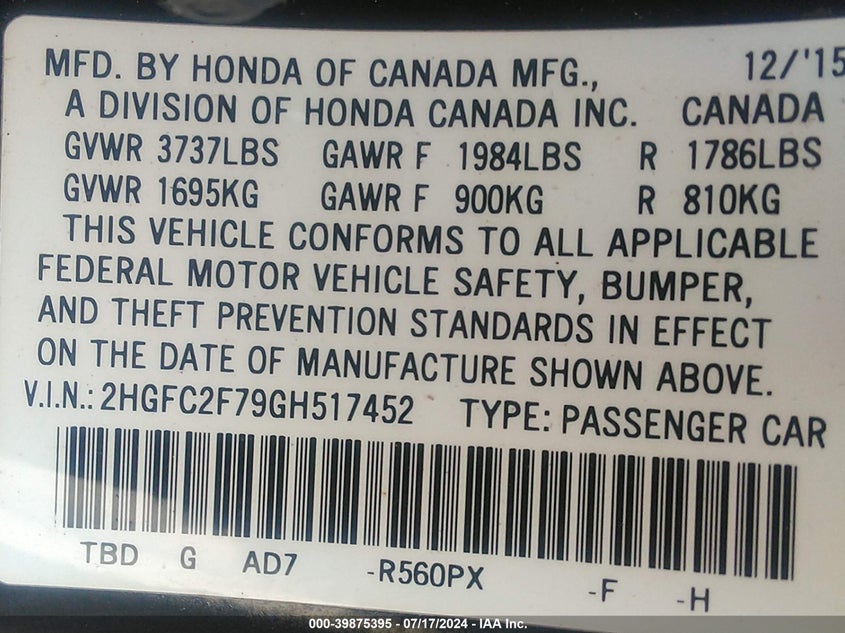 MFD. BY HONDA OF CANADA MFG., 12/'15
A DIVISION OF HONDA CANADA INC. CANADA
GVWR 3737LBS GAWR F 1984LBS R 1786LBS
GVWR 1695KG GAWR F 900KG R 810KG
THIS VEHICLE CONFORMS TO ALL APPLICABLE
FEDERAL MOTOR VEHICLE SAFETY, BUMPER,
AND THEFT PREVENTION STANDARDS IN EFFECT
ON THE DATE OF MANUFACTURE SHOWN ABOVE.
V.I.N.: 2HGFC2F79GH517452 TYPE: PASSENGER CAR
TBD G AD7 -R560PX -F -H
000-39875395 - 07/17/2024 - IAA Inc.